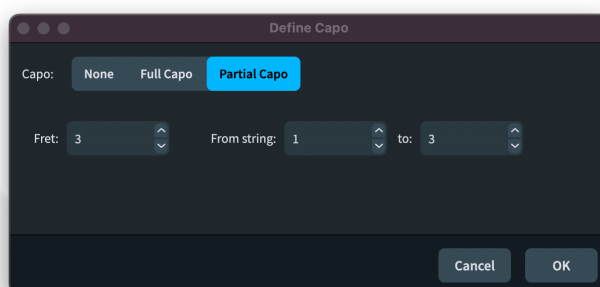 Define Capo
Capo: None Full Capo Partial Capo
Fret: 3 From string: 1 to: 3
Cancel OK